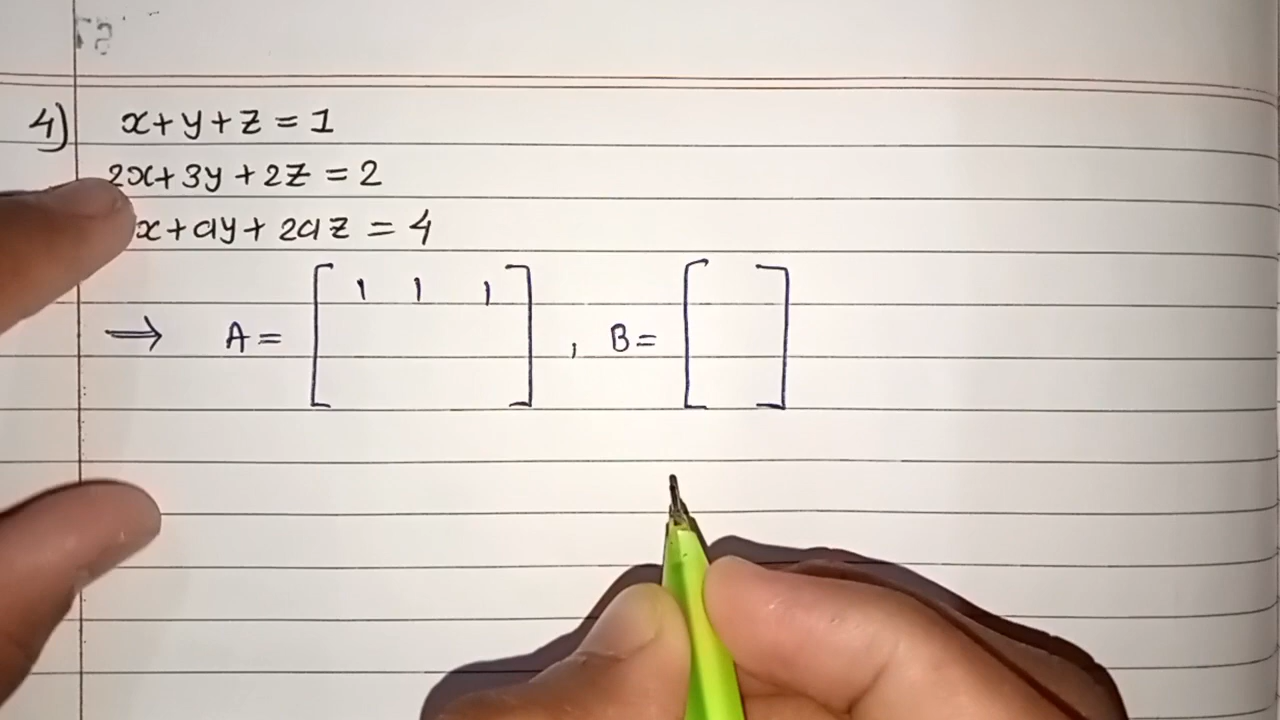 4) x+y+z=1
2x+3y+2z=2
x+ay+2az=4
⇒ A= [ 1 1 1 ] , B= [ ]